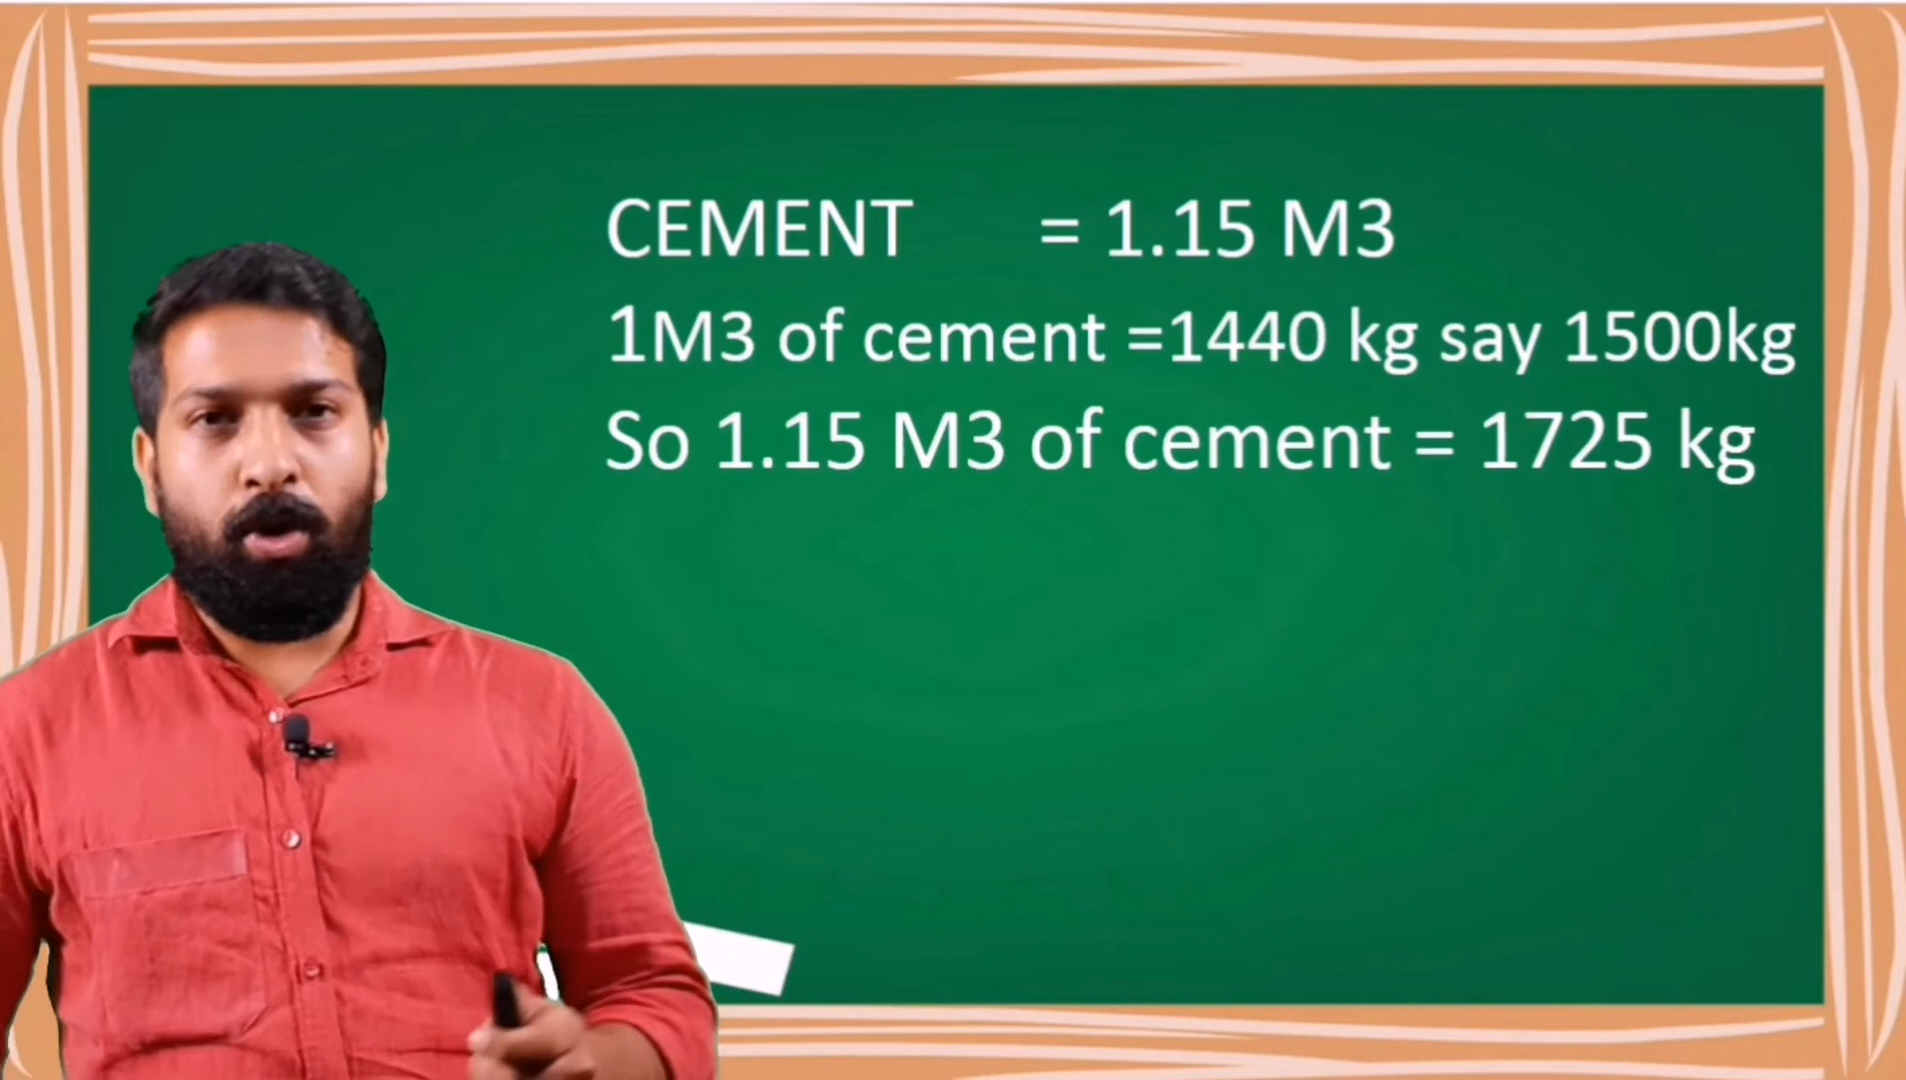 CEMENT = 1.15 M3
1M3 of cement =1440 kg say 1500kg
So 1.15 M3 of cement = 1725 kg